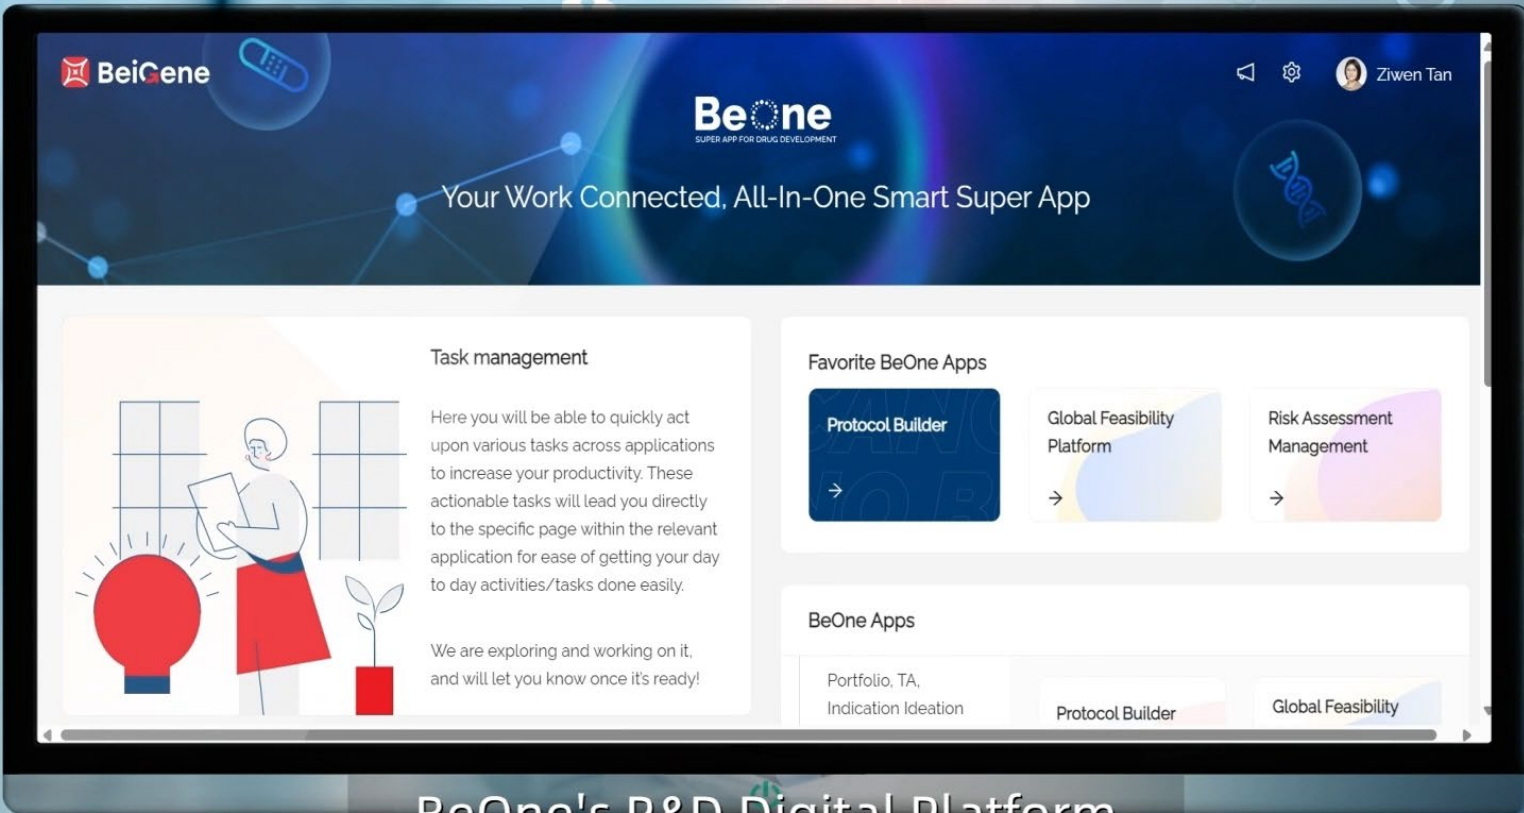 BeiGene
Ziwen Tan
BeOne
SUPER APP FOR DRUG DEVELOPMENT
Your Work Connected, All-In-One Smart Super App
Task management
Here you will be able to quickly act
upon various tasks across applications
to increase your productivity. These
actionable tasks will lead you directly
to the specific page within the relevant
application for ease of getting your day
to day activities/tasks done easily.
We are exploring and working on it,
and will let you know once it's ready!
Favorite BeOne Apps
Protocol Builder
Global Feasibility
Platform
Risk Assessment
Management
BeOne Apps
Portfolio, TA,
Indication Ideation
Protocol Builder
Global Feasibility
BeOne's R&D Digital Platform